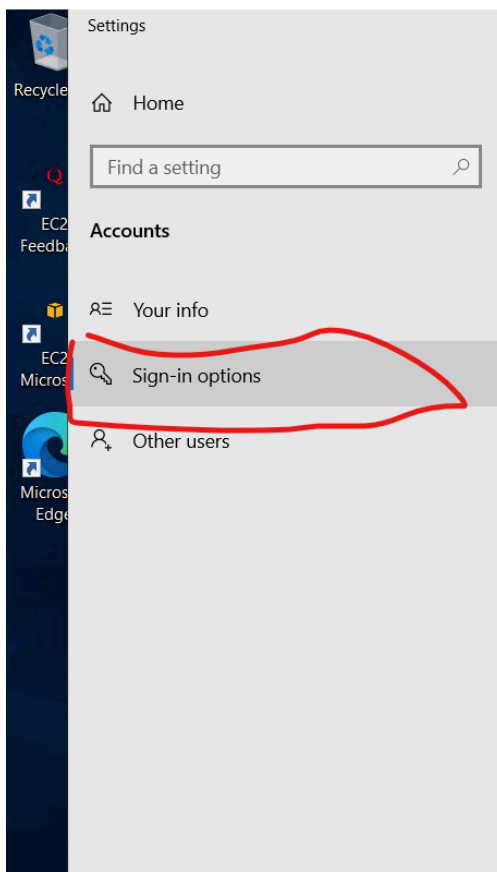 Settings
Recycle
Home
Find a setting
Q
EC2
Feedba
Accounts
Your info
EC2
Micros
Sign-in options
Other users
Micros
Edge